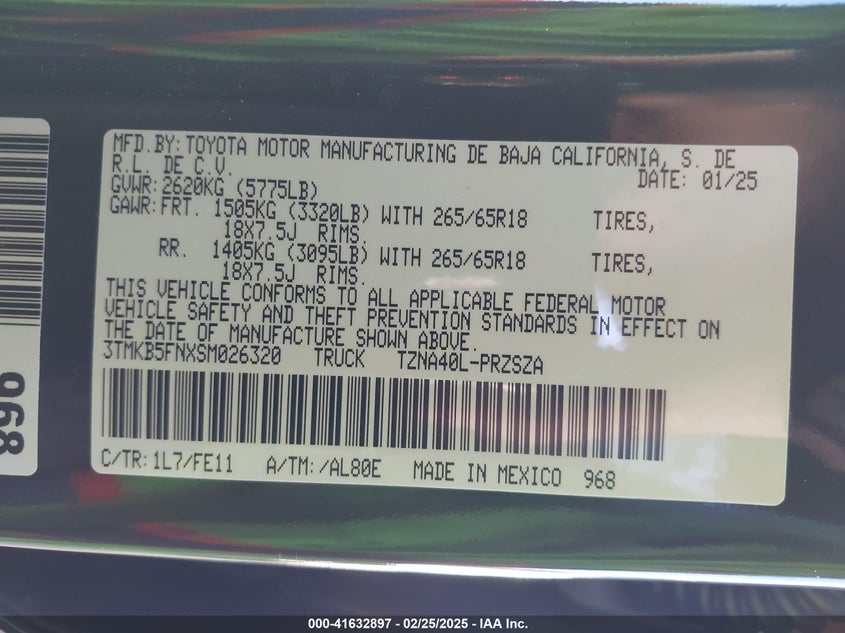 MFD.BY: TOYOTA MOTOR MANUFACTURING DE BAJA CALIFORNIA, S. DE
R.L. DE C.V. DATE: 01/25
GVWR: 2620KG (5775LB)
GAWR: FRT. 1505KG (3320LB) WITH 265/65R18 TIRES,
18X7.5J RIMS.
RR. 1405KG (3095LB) WITH 265/65R18 TIRES,
18X7.5J RIMS.
THIS VEHICLE CONFORMS TO ALL APPLICABLE FEDERAL MOTOR
VEHICLE SAFETY AND THEFT PREVENTION STANDARDS IN EFFECT ON
THE DATE OF MANUFACTURE SHOWN ABOVE.
3TMKB5FNXSM026320 TRUCK TZNA40L-PRZSZA
C/TR: 1L7/FE11 A/TM: /AL80E MADE IN MEXICO 968
968
000-41632897 - 02/25/2025 - IAA Inc.